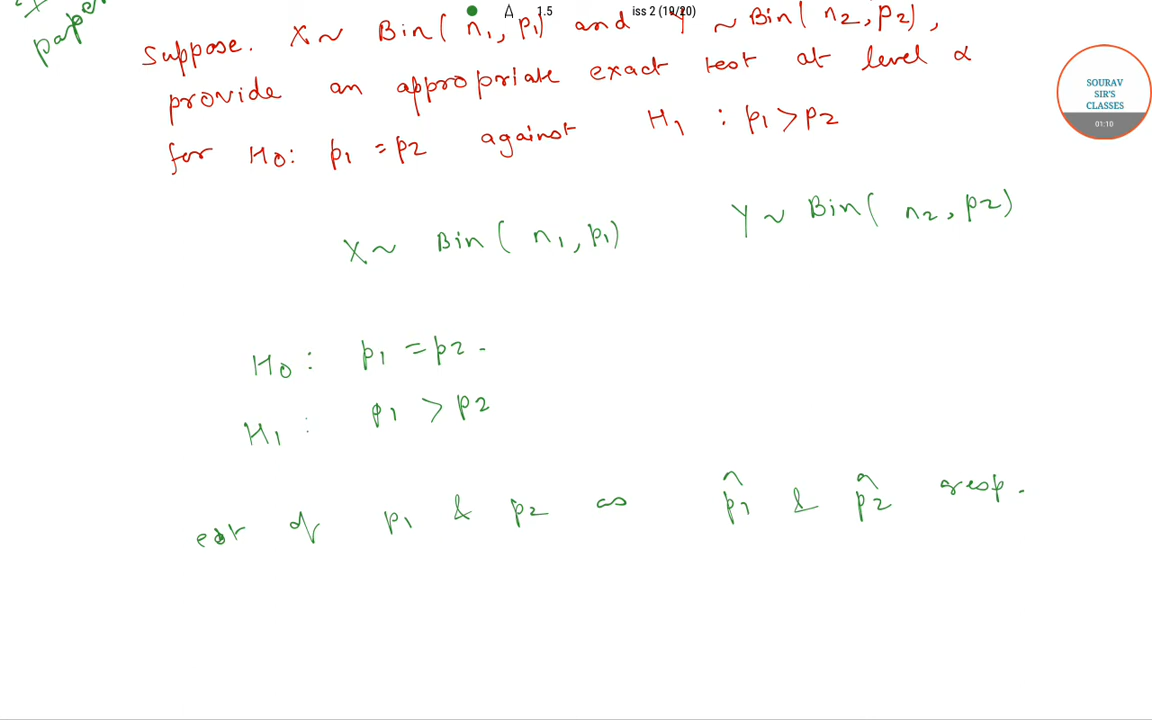 A 1.5 iss 2 (19/20)
paper
Suppose. X ~ Bin( n1, p1) and Y ~ Bin( n2, p2),
provide an appropriate exact test at level α
for H0: p1 = p2 against H1 : p1 > p2
SOURAV
SIR'S
CLASSES
01:10
X ~ Bin ( n1, p1) Y ~ Bin( n2, p2)
H0 : p1 = p2 .
H1 : p1 > p2
est of p1 & p2 as p̂1 & p̂2 resp.